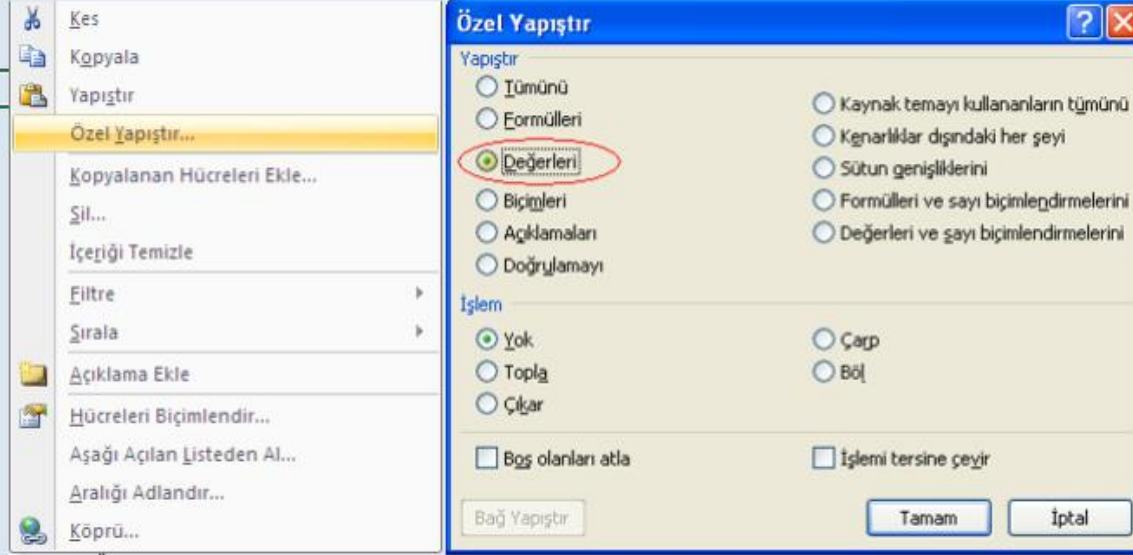 Kes
Kopyala
Yapıştır
Özel Yapıştır...
Kopyalanan Hücreleri Ekle...
Sil...
İçeriği Temizle
Filtre
Sırala
Açıklama Ekle
Hücreleri Biçimlendir...
Aşağı Açılan Listeden Al...
Aralığı Adlandır...
Köprü...
Özel Yapıştır
Yapıştır
Tümünü
Formülleri
Değerleri
Biçimleri
Açıklamaları
Doğrulamayı
Kaynak temayı kullananların tümünü
Kenarlıklar dışındaki her şeyi
Sütun genişliklerini
Formülleri ve sayı biçimlendirmelerini
Değerleri ve sayı biçimlendirmelerini
İşlem
Yok
Topla
Çıkar
Çarp
Böl
Boş olanları atla
İşlemi tersine çevir
Bağ Yapıştır
Tamam
İptal